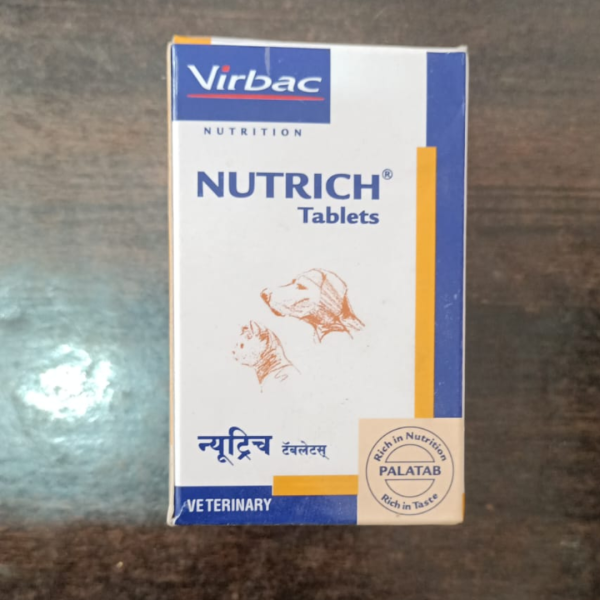 Virbac
NUTRITION
NUTRICH®
Tablets
न्यूट्रिच टॅबलेटस्
Rich in Nutrition
PALATAB
Rich in Taste
VETERINARY